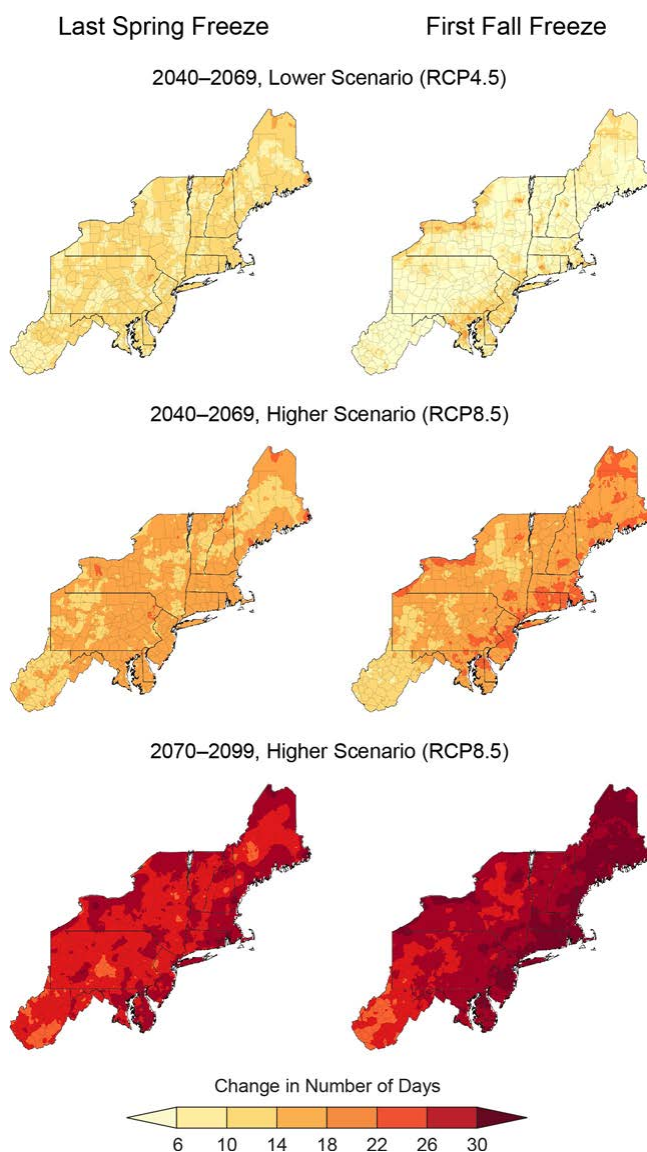 Last Spring Freeze First Fall Freeze
2040–2069, Lower Scenario (RCP4.5)
2040–2069, Higher Scenario (RCP8.5)
2070–2099, Higher Scenario (RCP8.5)
Change in Number of Days
6 10 14 18 22 26 30